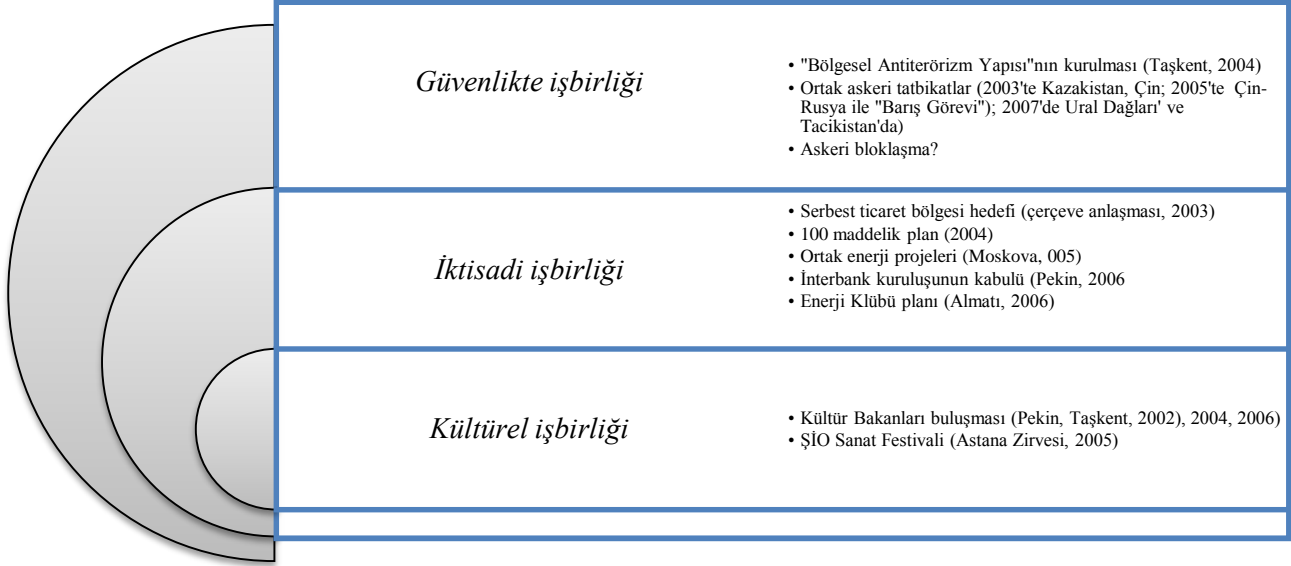 Güvenlikte işbirliği
• "Bölgesel Antiterörizm Yapısı"nın kurulması (Taşkent, 2004)
• Ortak askeri tatbikatlar (2003'te Kazakistan, Çin; 2005'te Çin-
Rusya ile "Barış Görevi"); 2007'de Ural Dağları' ve
Tacikistan'da)
• Askeri bloklaşma?
İktisadi işbirliği
• Serbest ticaret bölgesi hedefi (çerçeve anlaşması, 2003)
• 100 maddelik plan (2004)
• Ortak enerji projeleri (Moskova, 005)
• İnterbank kuruluşunun kabulü (Pekin, 2006
• Enerji Klübü planı (Almatı, 2006)
Kültürel işbirliği
• Kültür Bakanları buluşması (Pekin, Taşkent, 2002), 2004, 2006)
• ŞİO Sanat Festivali (Astana Zirvesi, 2005)